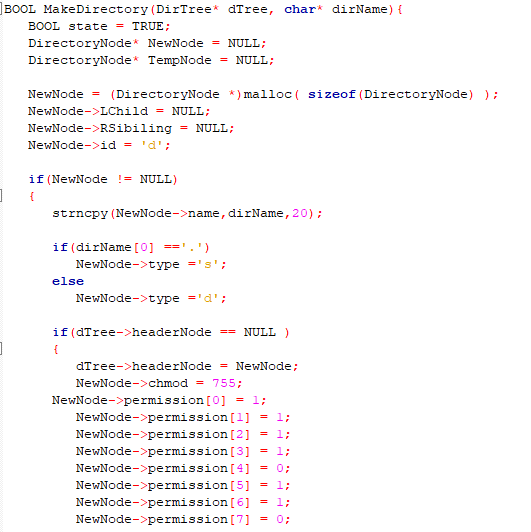 BOOL MakeDirectory(DirTree* dTree, char* dirName){
BOOL state = TRUE;
DirectoryNode* NewNode = NULL;
DirectoryNode* TempNode = NULL;
NewNode = (DirectoryNode *)malloc( sizeof(DirectoryNode) );
NewNode->LChild = NULL;
NewNode->RSibiling = NULL;
NewNode->id = 'd';
if(NewNode != NULL)
{
strncpy(NewNode->name,dirName,20);
if(dirName[0] =='.')
NewNode->type ='s';
else
NewNode->type ='d';
if(dTree->headerNode == NULL )
{
dTree->headerNode = NewNode;
NewNode->chmod = 755;
NewNode->permission[0] = 1;
NewNode->permission[1] = 1;
NewNode->permission[2] = 1;
NewNode->permission[3] = 1;
NewNode->permission[4] = 0;
NewNode->permission[5] = 1;
NewNode->permission[6] = 1;
NewNode->permission[7] = 0;